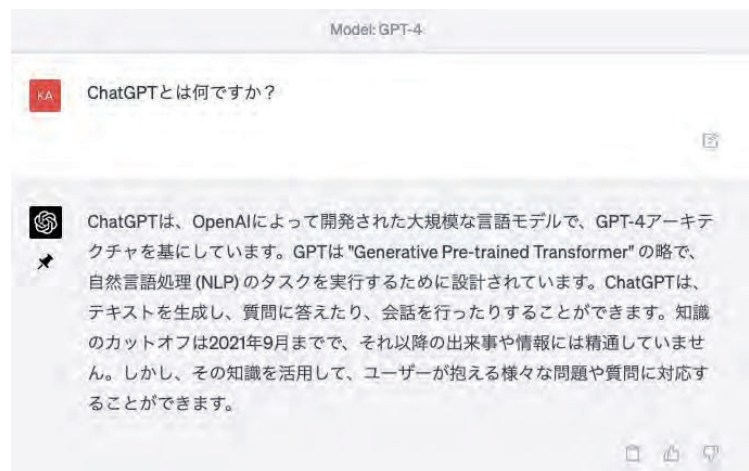 Model: GPT-4
KA
ChatGPTとは何ですか？
ChatGPTは、OpenAIによって開発された大規模な言語モデルで、GPT-4アーキテ
クチャを基にしています。GPTは "Generative Pre-trained Transformer" の略で、
自然言語処理 (NLP) のタスクを実行するために設計されています。ChatGPTは、
テキストを生成し、質問に答えたり、会話を行ったりすることができます。知識
のカットオフは2021年9月までで、それ以降の出来事や情報には精通していませ
ん。しかし、その知識を活用して、ユーザーが抱える様々な問題や質問に対応す
ることができます。